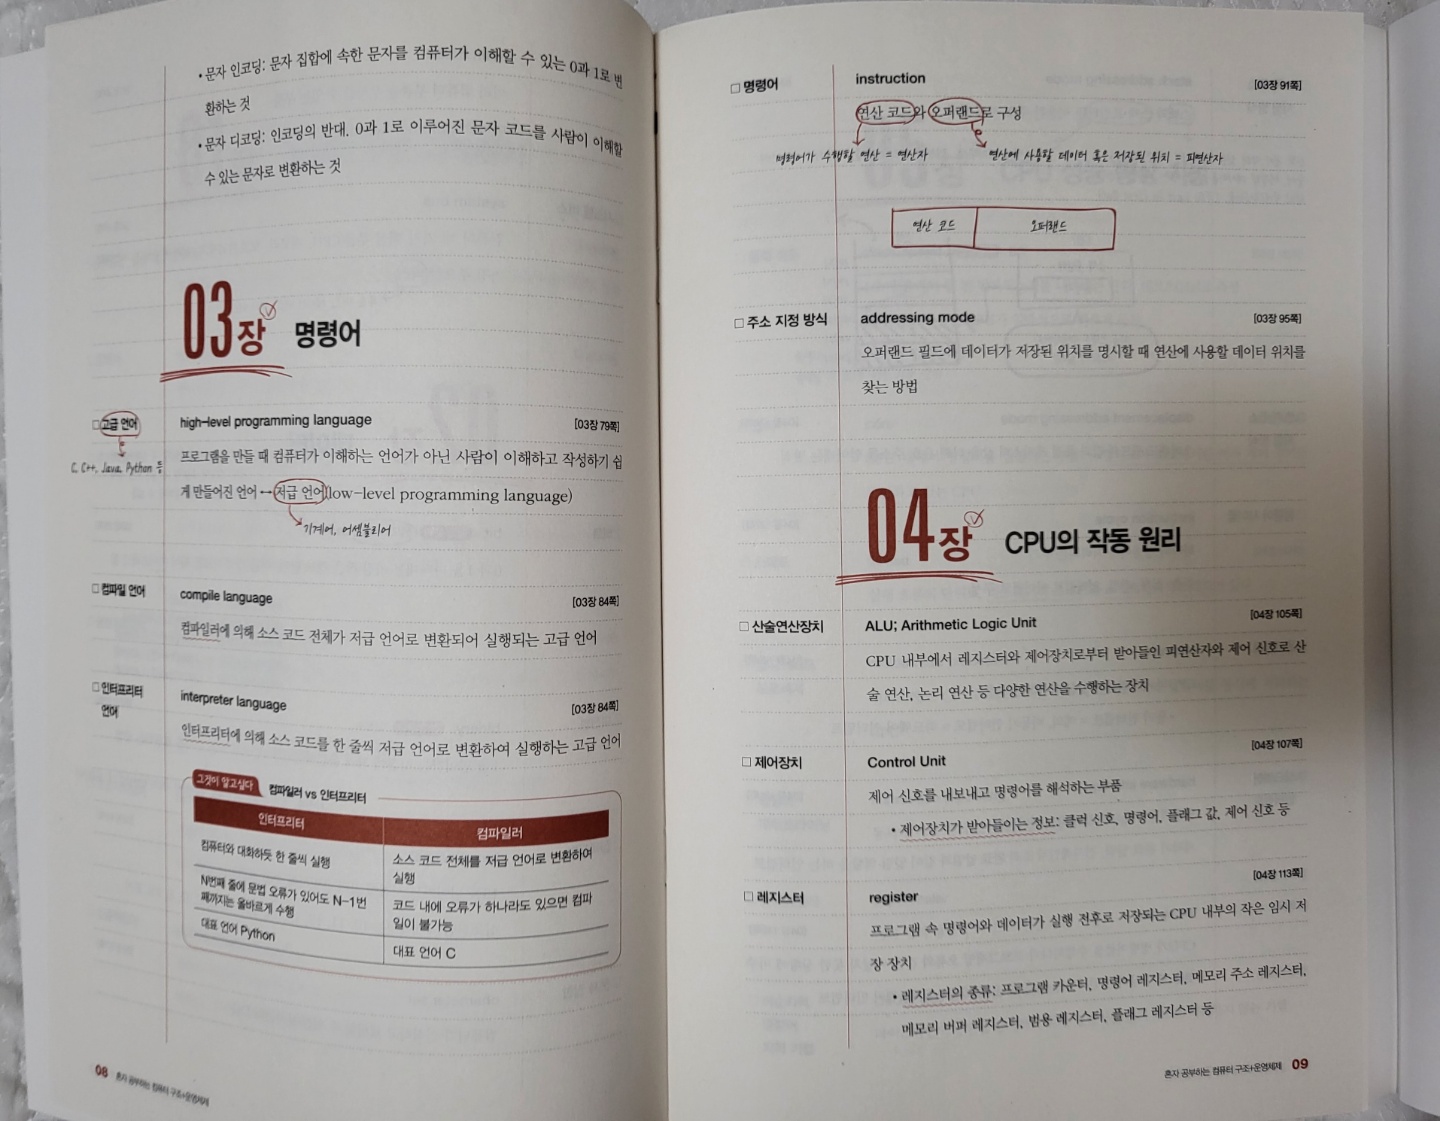 • 문자 인코딩: 문자 집합에 속한 문자를 컴퓨터가 이해할 수 있는 0과 1로 변
환하는 것
• 문자 디코딩: 인코딩의 반대. 0과 1로 이루어진 문자 코드를 사람이 이해할
수 있는 문자로 변환하는 것
03장 명령어
□ 고급 언어 high-level programming language [03장 79쪽]
C, C++, Java, Python 등
프로그램을 만들 때 컴퓨터가 이해하는 언어가 아닌 사람이 이해하고 작성하기 쉽
게 만들어진 언어 ↔ 저급 언어(low-level programming language)
기계어, 어셈블리어
□ 컴파일 언어 compile language [03장 84쪽]
컴파일러에 의해 소스 코드 전체가 저급 언어로 변환되어 실행되는 고급 언어
□ 인터프리터 interpreter language [03장 84쪽]
언어
인터프리터에 의해 소스 코드를 한 줄씩 저급 언어로 변환하여 실행하는 고급 언어
그것이 알고싶다 컴파일러 vs 인터프리터
인터프리터 컴파일러
컴퓨터와 대화하듯 한 줄씩 실행
소스 코드 전체를 저급 언어로 변환하여
실행
N번째 줄에 문법 오류가 있어도 N-1번
째까지는 올바르게 수행
코드 내에 오류가 하나라도 있으면 컴파
일이 불가능
대표 언어 Python
대표 언어 C
08 혼자 공부하는 컴퓨터 구조+운영체제
□ 명령어 instruction [03장 91쪽]
연산 코드와 오퍼랜드로 구성
명령어가 수행할 연산 = 연산자 연산에 사용할 데이터 혹은 저장된 위치 = 피연산자
연산 코드 오퍼랜드
□ 주소 지정 방식 addressing mode [03장 95쪽]
오퍼랜드 필드에 데이터가 저장된 위치를 명시할 때 연산에 사용할 데이터 위치를
찾는 방법
04장 CPU의 작동 원리
□ 산술연산장치 ALU; Arithmetic Logic Unit [04장 105쪽]
CPU 내부에서 레지스터와 제어장치로부터 받아들인 피연산자와 제어 신호로 산
술 연산, 논리 연산 등 다양한 연산을 수행하는 장치
□ 제어장치 Control Unit [04장 107쪽]
제어 신호를 내보내고 명령어를 해석하는 부품
• 제어장치가 받아들이는 정보: 클럭 신호, 명령어, 플래그 값, 제어 신호 등
□ 레지스터 register [04장 113쪽]
프로그램 속 명령어와 데이터가 실행 전후로 저장되는 CPU 내부의 작은 임시 저
장 장치
• 레지스터의 종류: 프로그램 카운터, 명령어 레지스터, 메모리 주소 레지스터,
메모리 버퍼 레지스터, 범용 레지스터, 플래그 레지스터 등
혼자 공부하는 컴퓨터 구조+운영체제 09